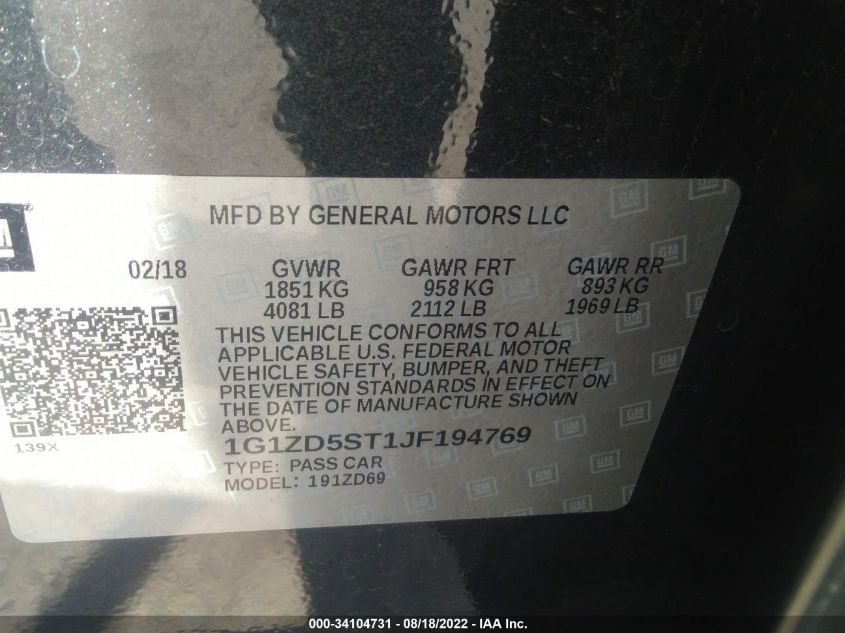 GM
MFD BY GENERAL MOTORS LLC
02/18 GVWR GAWR FRT GAWR RR
1851 KG 958 KG 893 KG
4081 LB 2112 LB 1969 LB
THIS VEHICLE CONFORMS TO ALL
APPLICABLE U.S. FEDERAL MOTOR
VEHICLE SAFETY, BUMPER, AND THEFT
PREVENTION STANDARDS IN EFFECT ON
THE DATE OF MANUFACTURE SHOWN
ABOVE.
139X
1G1ZD5ST1JF194769
TYPE: PASS CAR
MODEL: 191ZD69
000-34104731 - 08/18/2022 - IAA Inc.